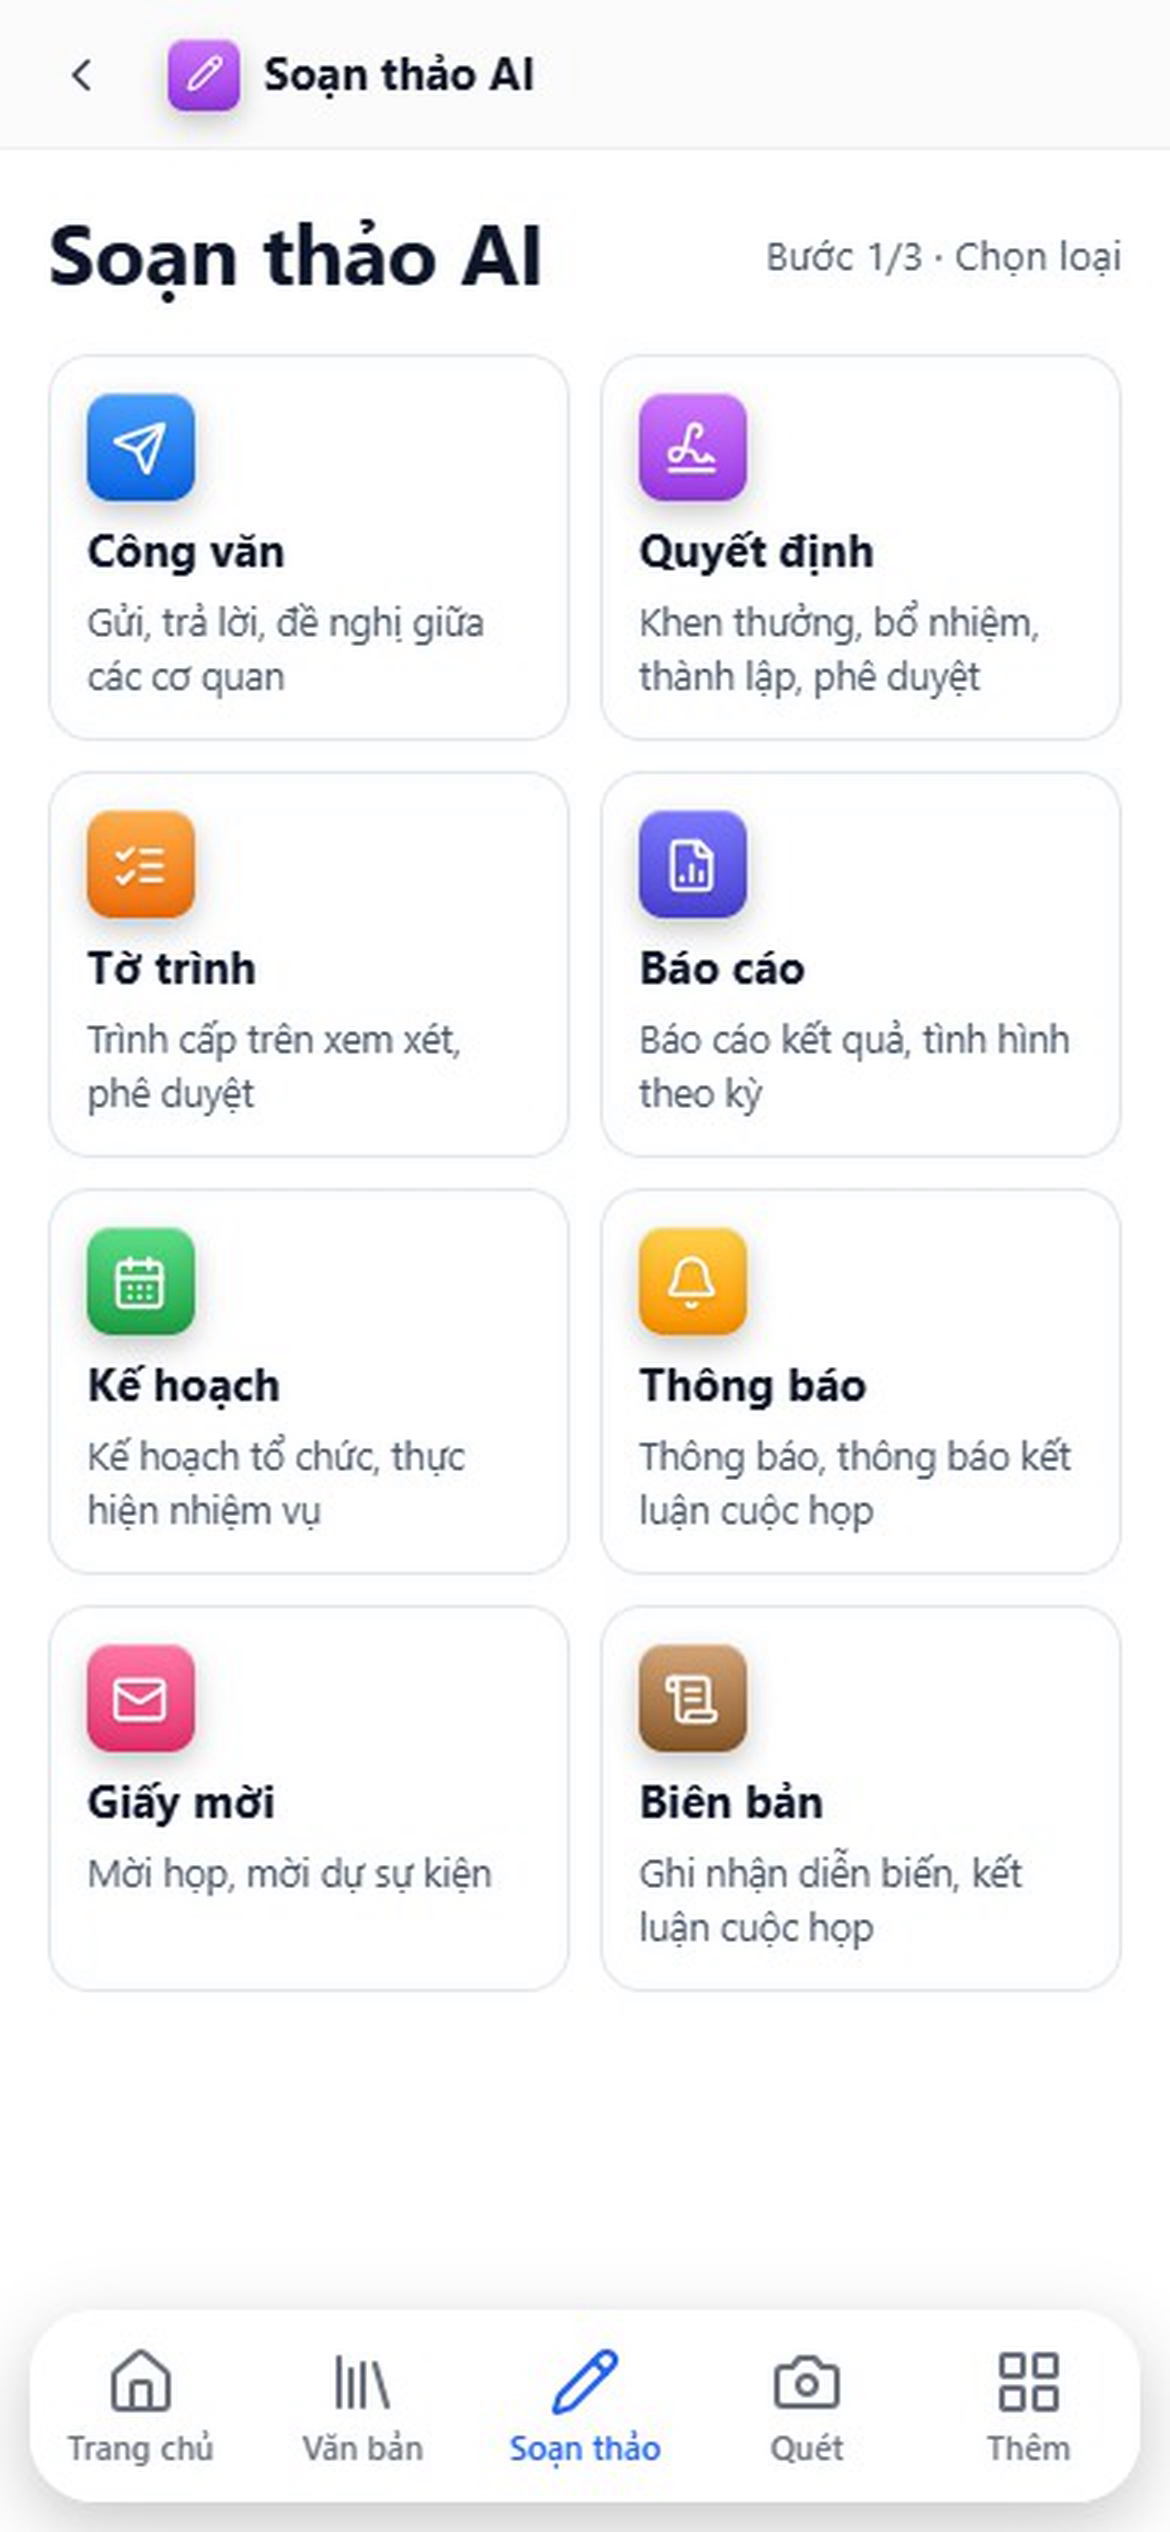 Soạn thảo AI
Soạn thảo AI
Bước 1/3 · Chọn loại
Công văn
Gửi, trả lời, đề nghị giữa
các cơ quan
Quyết định
Khen thưởng, bổ nhiệm,
thành lập, phê duyệt
Tờ trình
Trình cấp trên xem xét,
phê duyệt
Báo cáo
Báo cáo kết quả, tình hình
theo kỳ
Kế hoạch
Kế hoạch tổ chức, thực
hiện nhiệm vụ
Thông báo
Thông báo, thông báo kết
luận cuộc họp
Giấy mời
Mời họp, mời dự sự kiện
Biên bản
Ghi nhận diễn biến, kết
luận cuộc họp
Trang chủ
Văn bản
Soạn thảo
Quét
Thêm